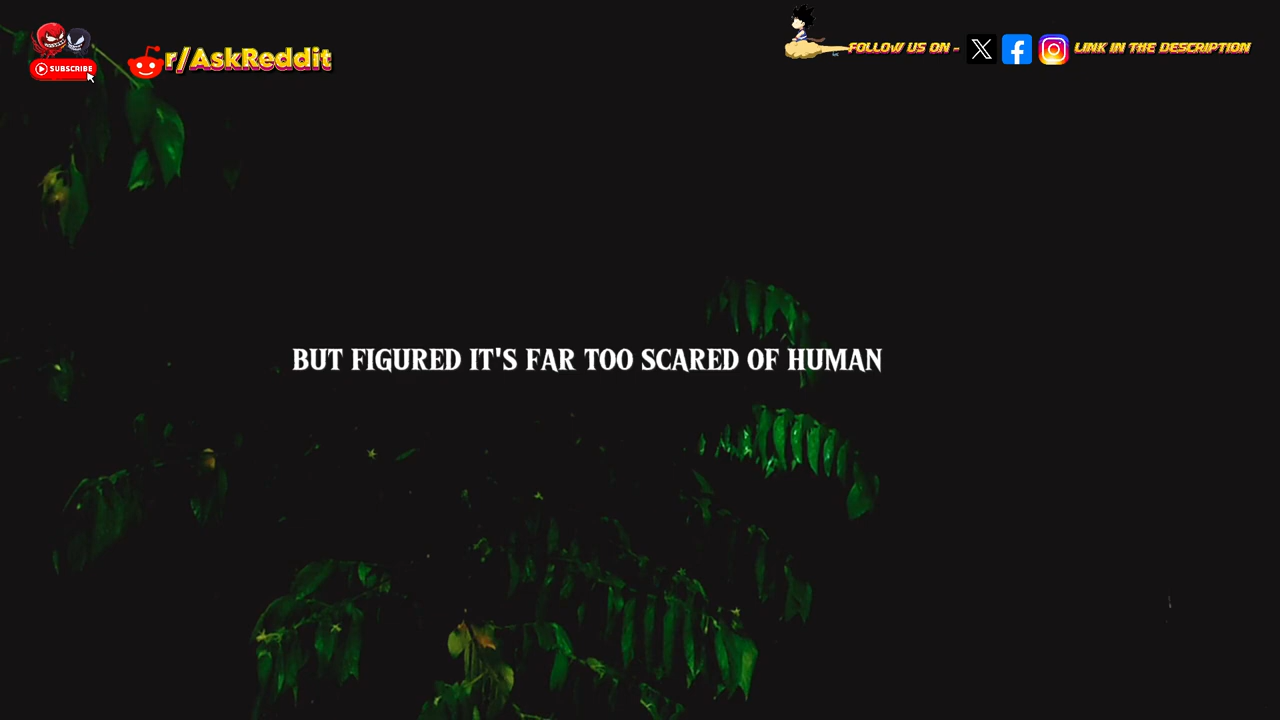 SUBSCRIBE
r/AskReddit
FOLLOW US ON -
LINK IN THE DESCRIPTION
BUT FIGURED IT'S FAR TOO SCARED OF HUMAN